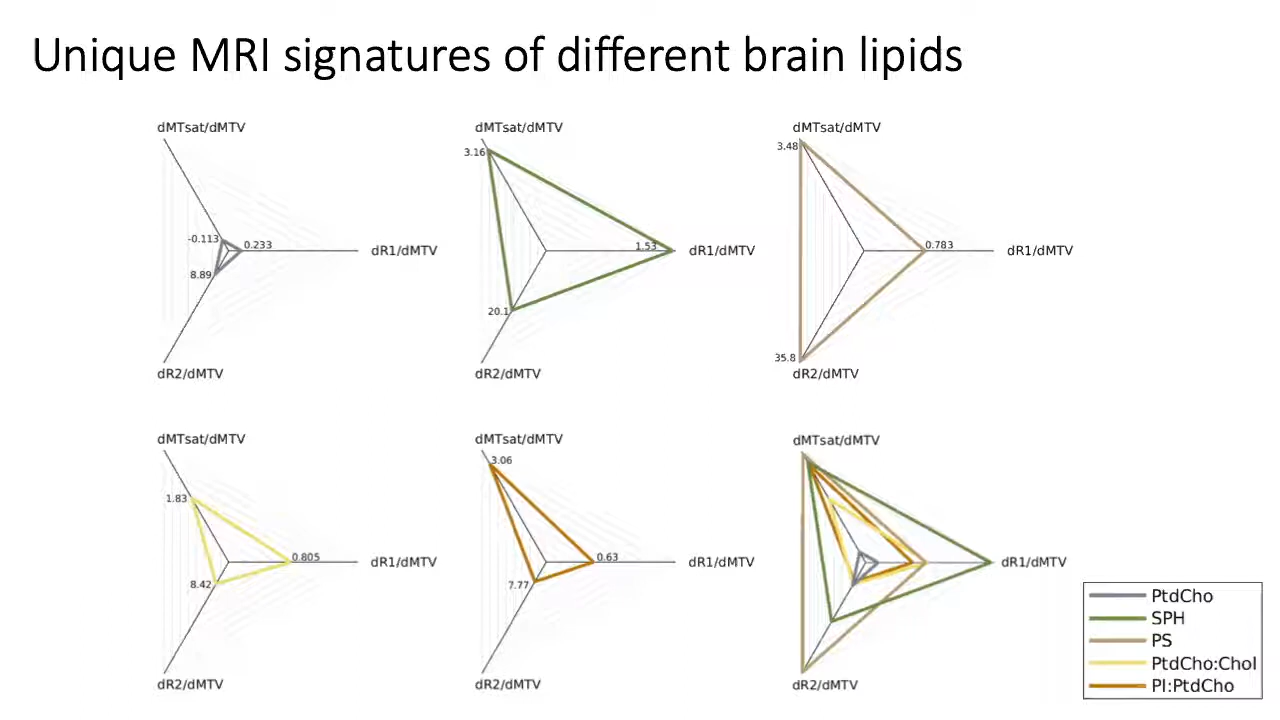 Unique MRI signatures of different brain lipids
dMTsat/dMTV
-0.113
0.233
dR1/dMTV
8.89
dR2/dMTV
dMTsat/dMTV
3.16
1.53
dR1/dMTV
20.1
dR2/dMTV
dMTsat/dMTV
3.48
0.783
dR1/dMTV
35.8
dR2/dMTV
dMTsat/dMTV
1.83
0.805
dR1/dMTV
8.42
dR2/dMTV
dMTsat/dMTV
3.06
0.63
dR1/dMTV
7.77
dR2/dMTV
dMTsat/dMTV
dR1/dMTV
dR2/dMTV
PtdCho
SPH
PS
PtdCho:Chol
PI:PtdCho